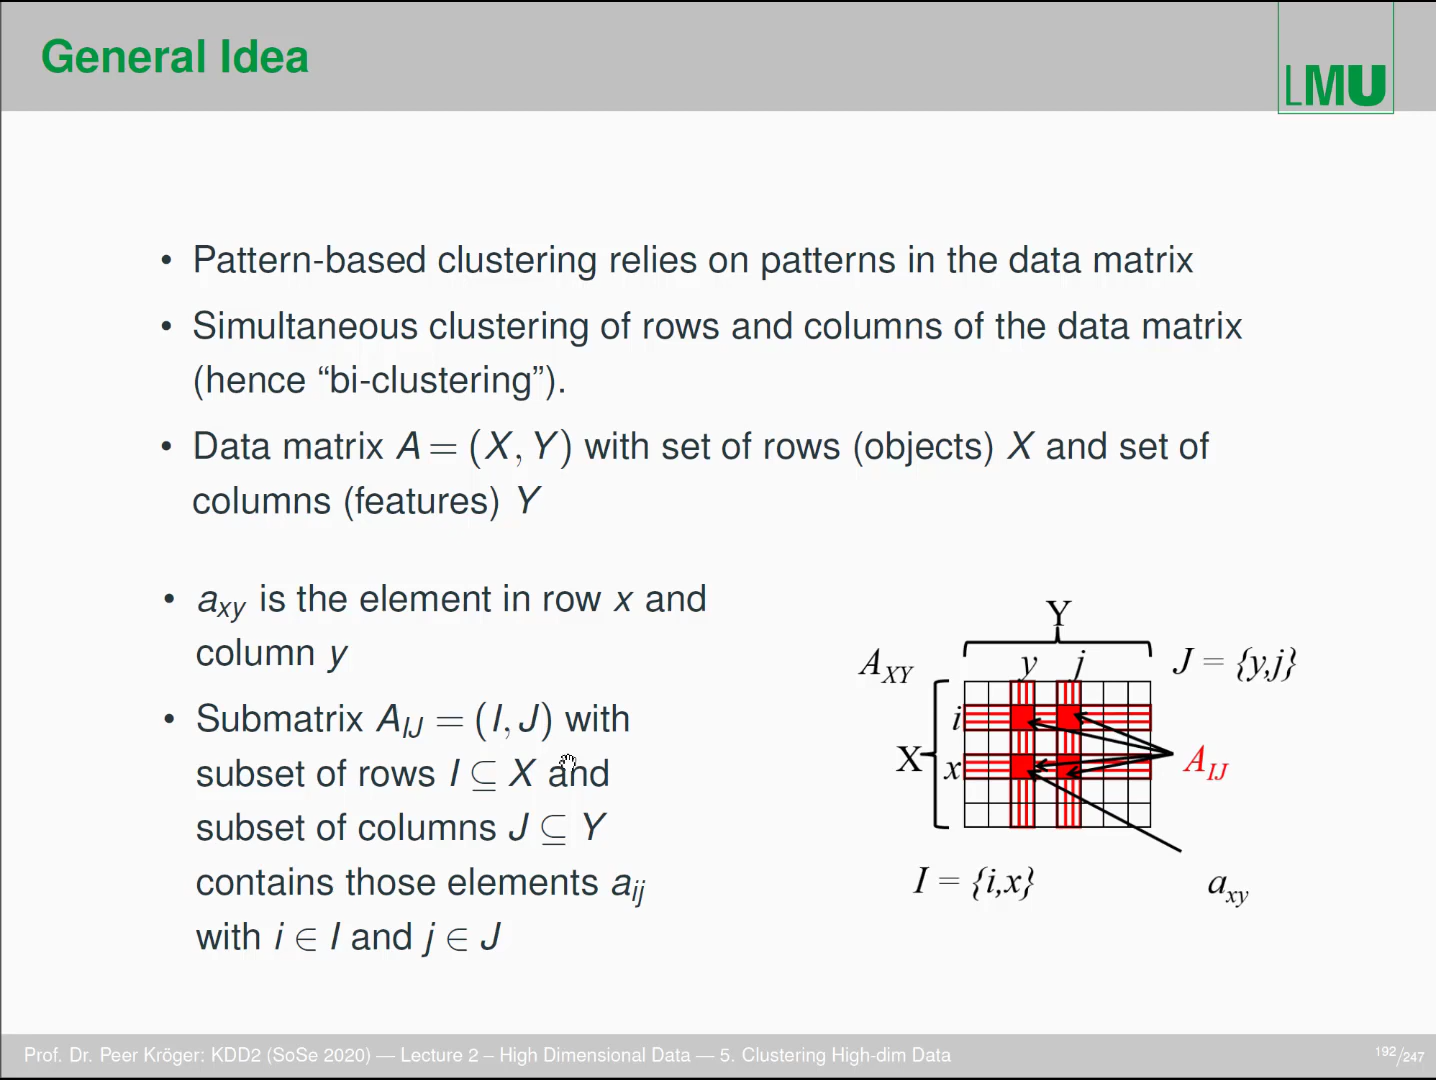 General Idea
LMU
• Pattern-based clustering relies on patterns in the data matrix
• Simultaneous clustering of rows and columns of the data matrix
(hence “bi-clustering”).
• Data matrix A = (X, Y) with set of rows (objects) X and set of
columns (features) Y
• a_xy is the element in row x and
column y
• Submatrix A_IJ = (I, J) with
subset of rows I ⊆ X and
subset of columns J ⊆ Y
contains those elements a_ij
with i ∈ I and j ∈ J
Y
A_XY
y j
J = {y,j}
i
X
x
A_IJ
I = {i,x}
a_xy
Prof. Dr. Peer Kröger: KDD2 (SoSe 2020) — Lecture 2 – High Dimensional Data — 5. Clustering High-dim Data
192/247